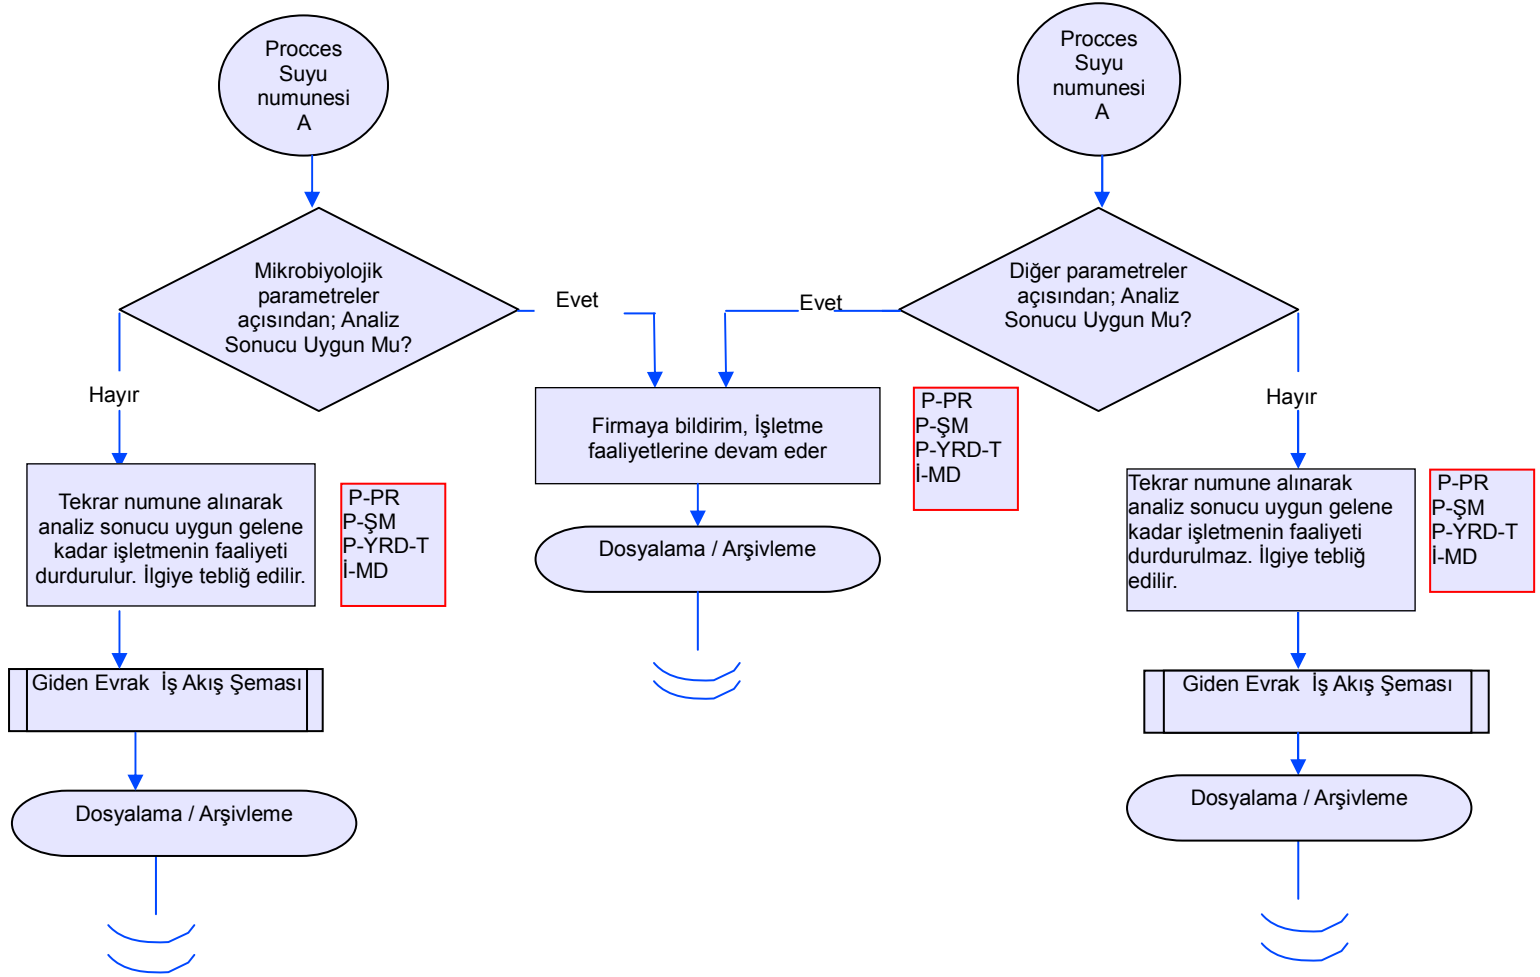 Procces
Suyu
numunesi
A
Procces
Suyu
numunesi
A
Mikrobiyolojik
parametreler
açısından; Analiz
Sonucu Uygun Mu?
Evet
Evet
Diğer parametreler
açısından; Analiz
Sonucu Uygun Mu?
Hayır
Hayır
Firmaya bildirim, İşletme
faaliyetlerine devam eder
P-PR
P-ŞM
P-YRD-T
İ-MD
Tekrar numune alınarak
analiz sonucu uygun gelene
kadar işletmenin faaliyeti
durdurulur. İlgiye tebliğ edilir.
P-PR
P-ŞM
P-YRD-T
İ-MD
Dosyalama / Arşivleme
Tekrar numune alınarak
analiz sonucu uygun gelene
kadar işletmenin faaliyeti
durdurulmaz. İlgiye tebliğ
edilir.
P-PR
P-ŞM
P-YRD-T
İ-MD
Giden Evrak  İş Akış Şeması
Giden Evrak  İş Akış Şeması
Dosyalama / Arşivleme
Dosyalama / Arşivleme